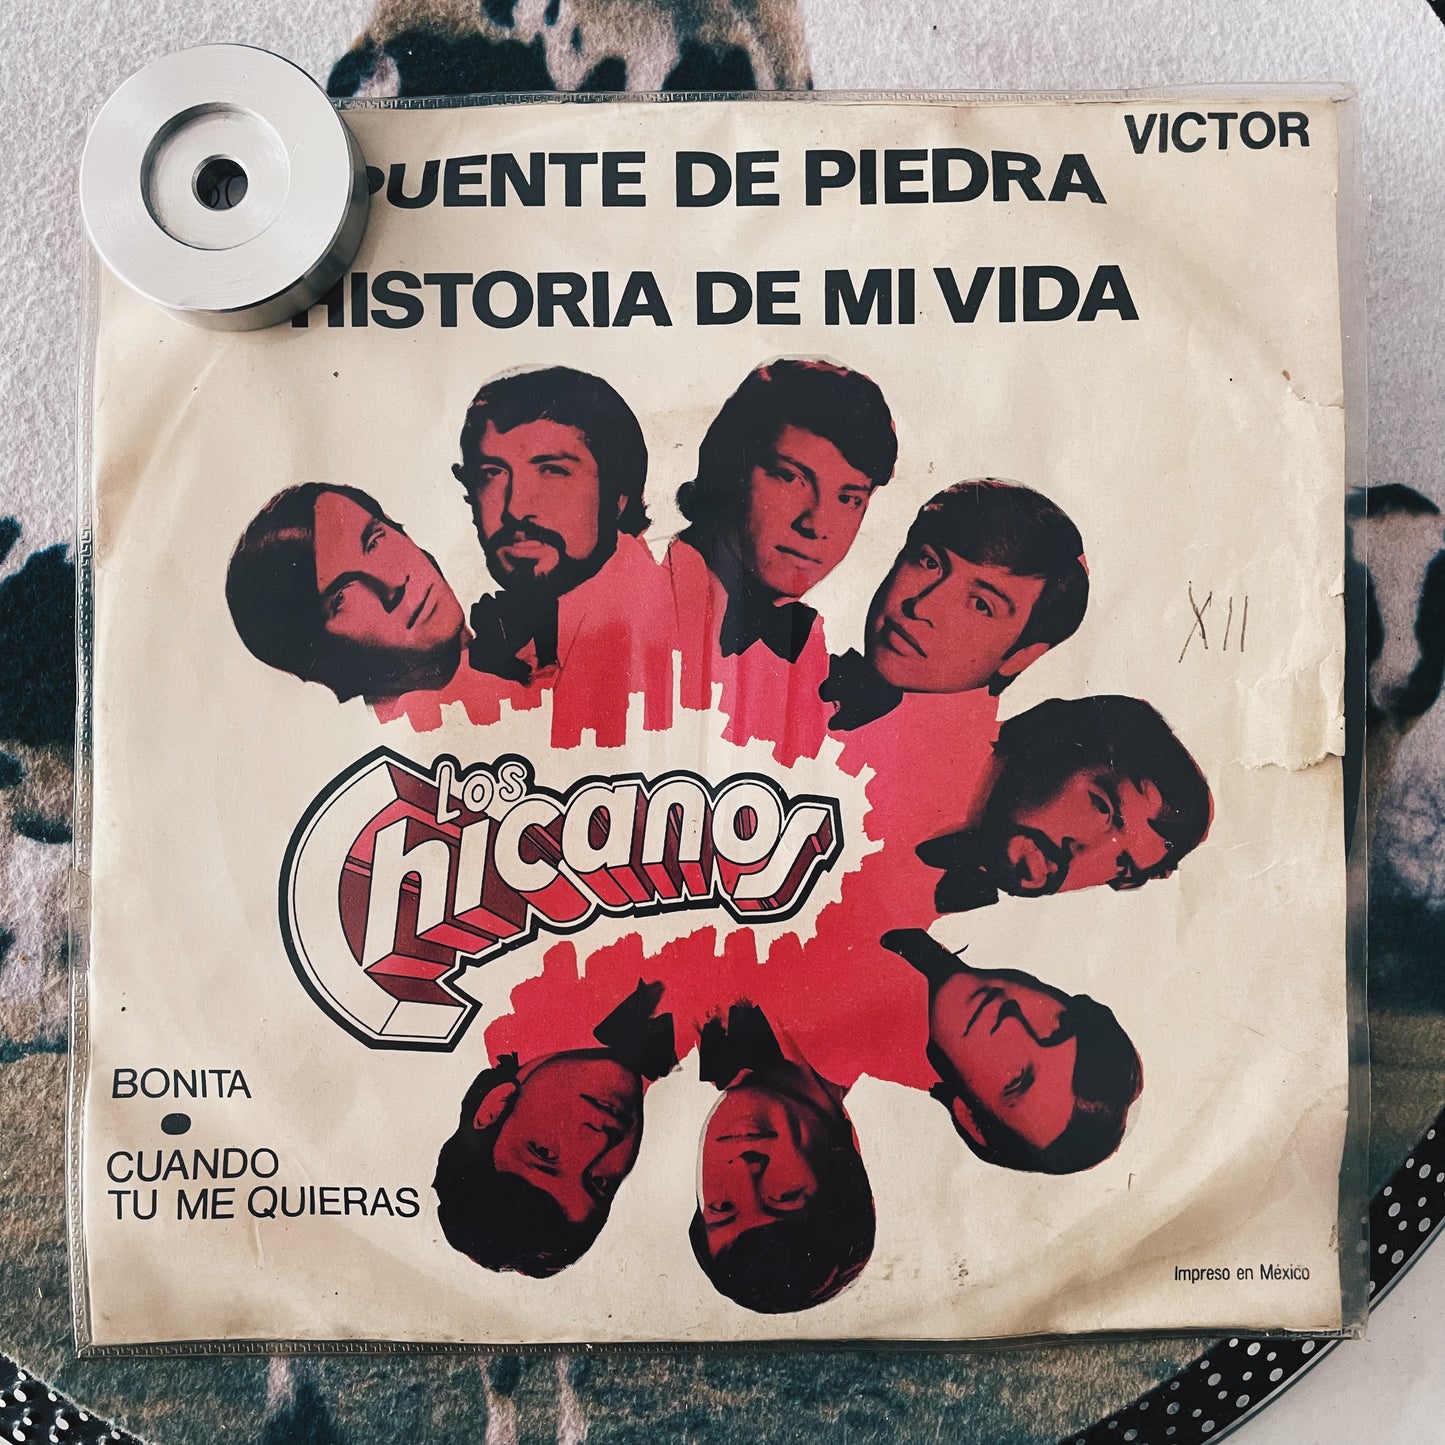 VICTOR
PUENTE DE PIEDRA
HISTORIA DE MI VIDA
XII
LOS
Chicanos
BONITA
CUANDO
TU ME QUIERAS
Impreso en México